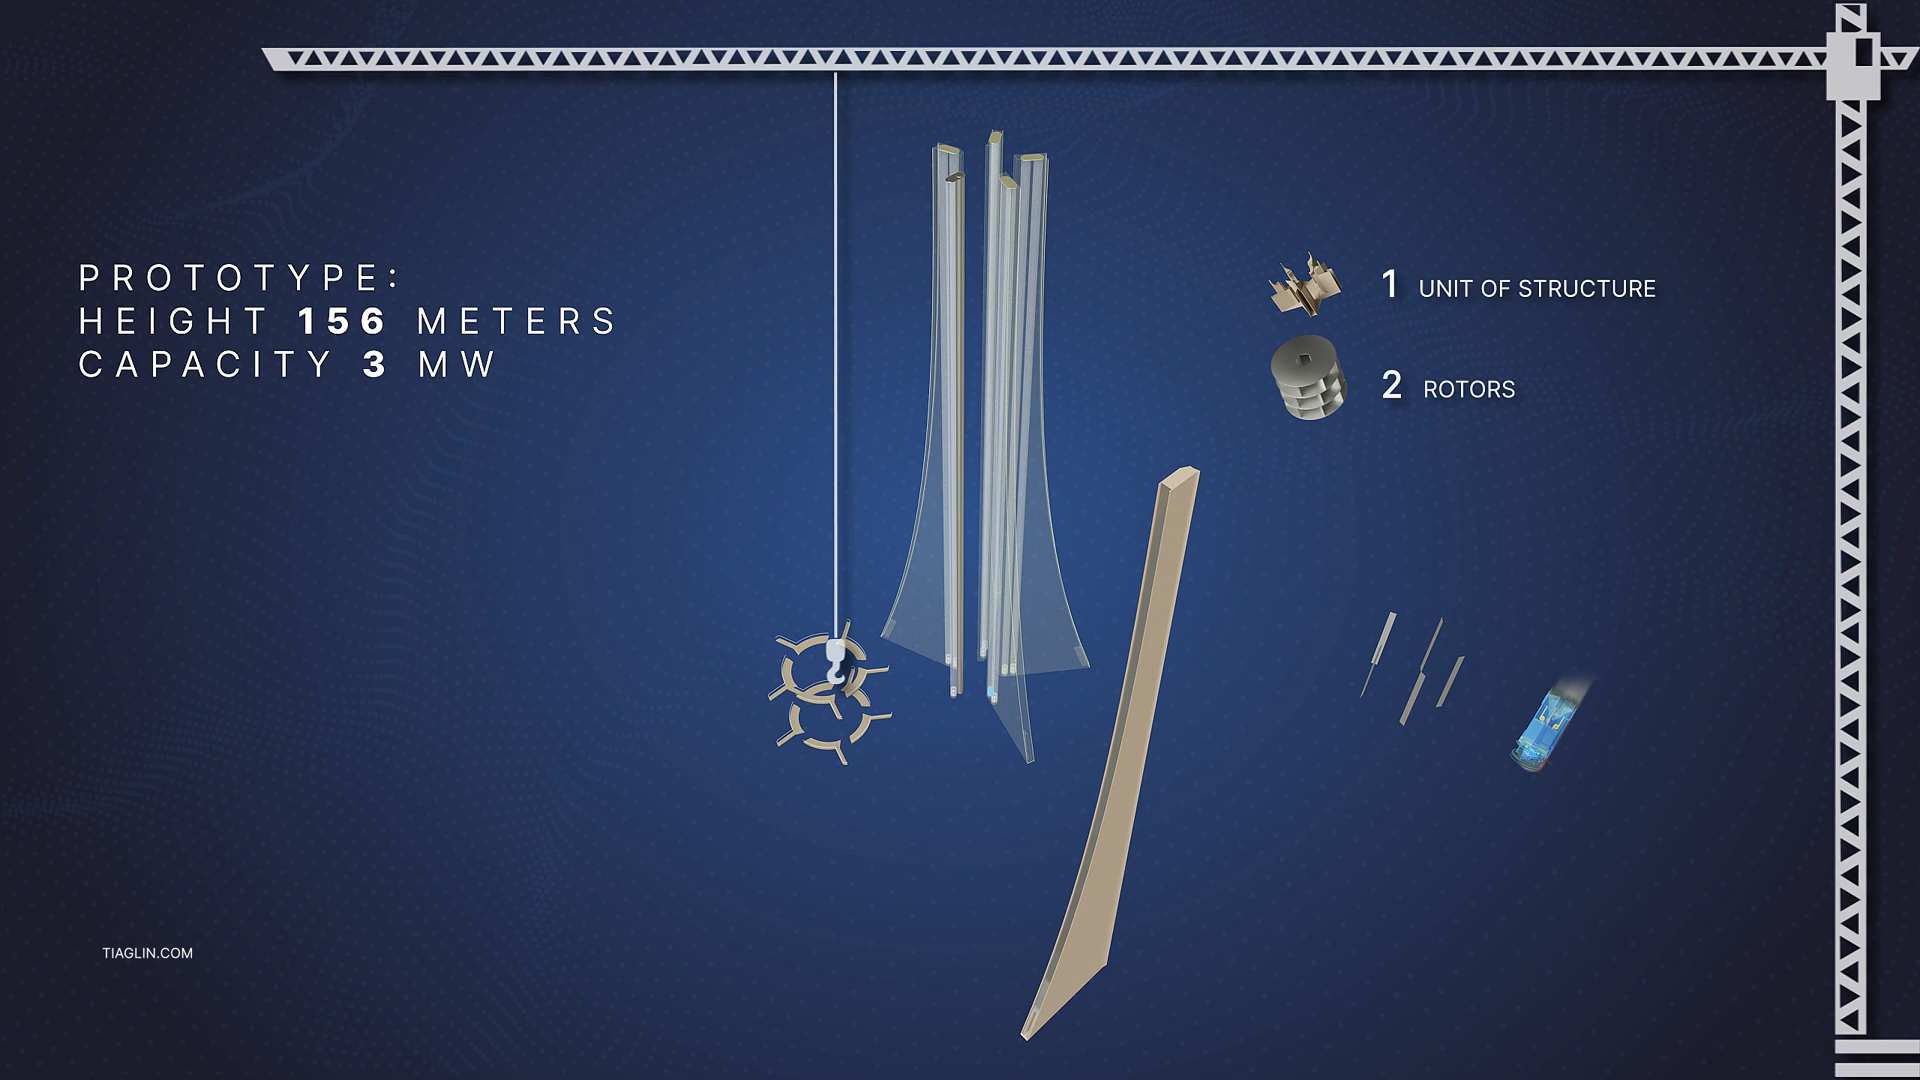 PROTOTYPE:
HEIGHT 156 METERS
CAPACITY 3 MW
1 UNIT OF STRUCTURE
2 ROTORS
TIAGLIN.COM